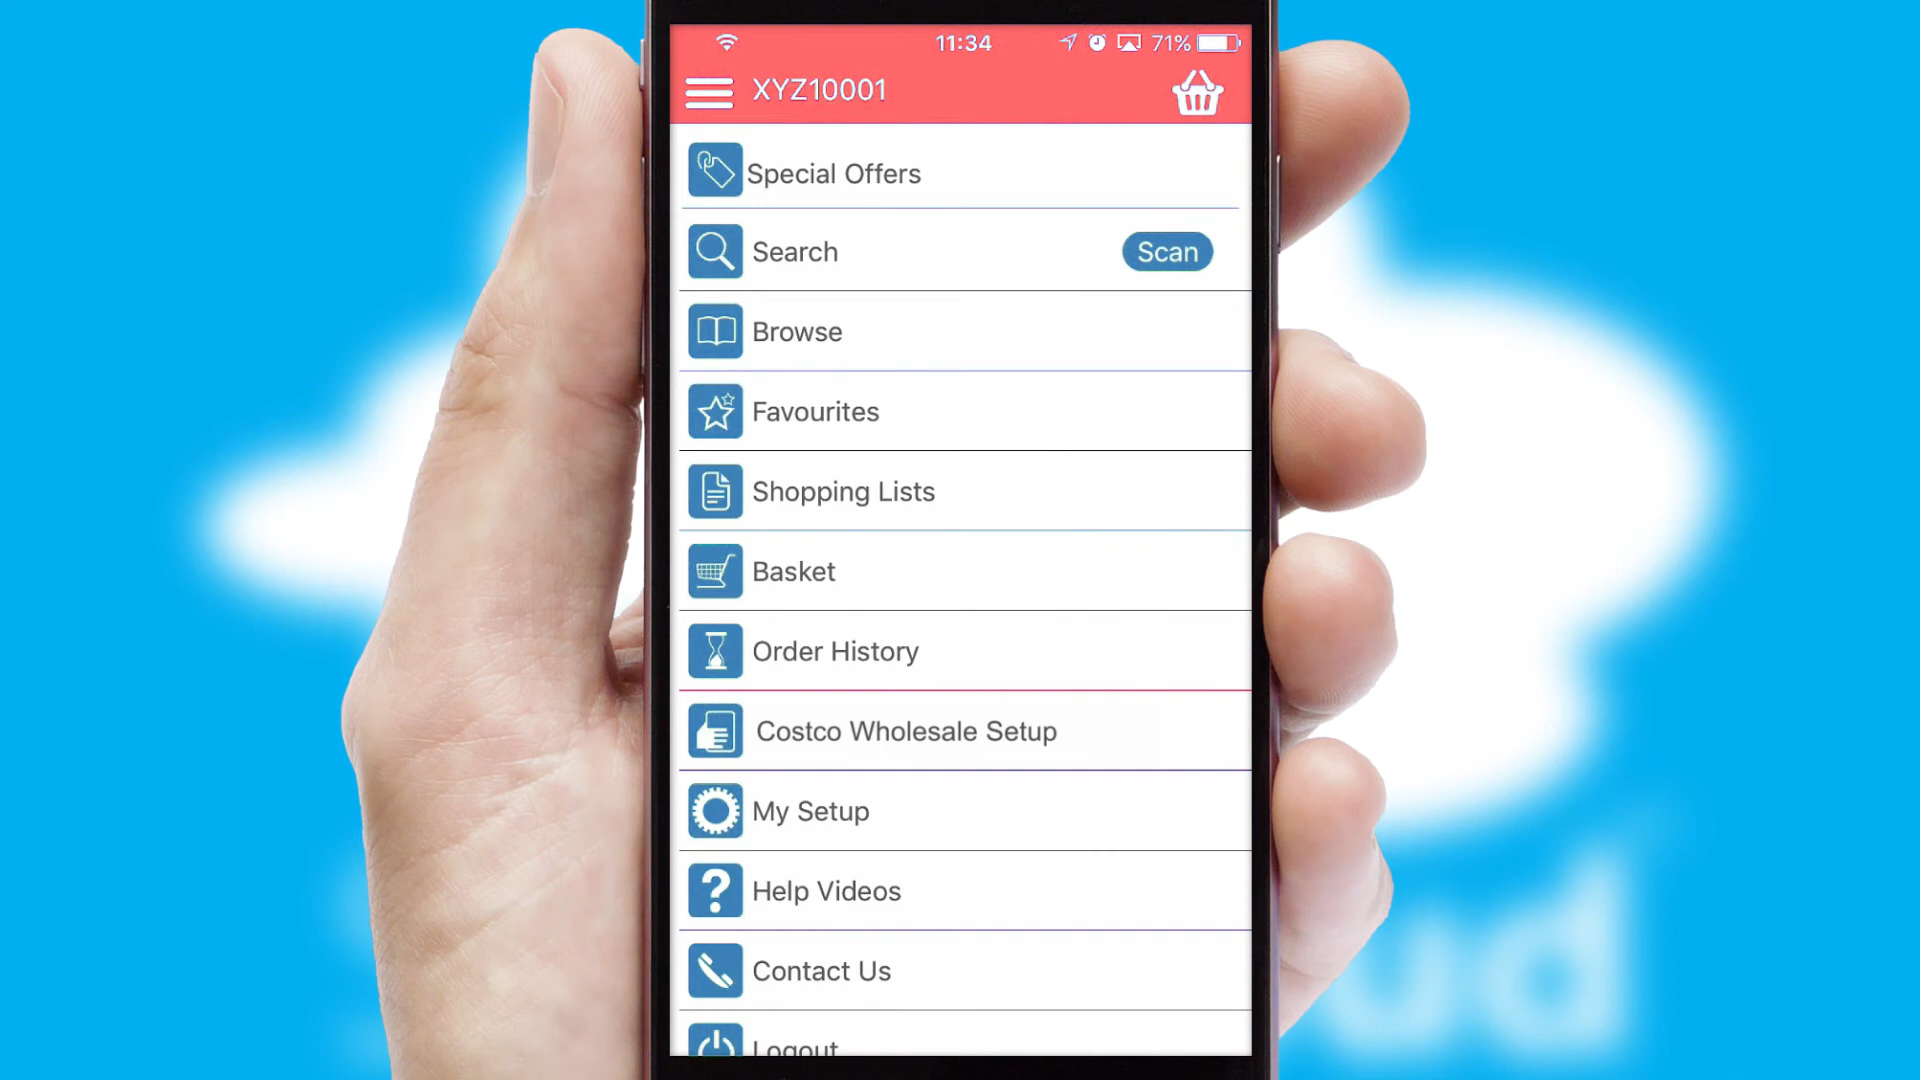 11:34
71%
XYZ10001
Special Offers
Search
Scan
Browse
Favourites
Shopping Lists
Basket
Order History
Costco Wholesale Setup
My Setup
Help Videos
Contact Us
Logout
ud